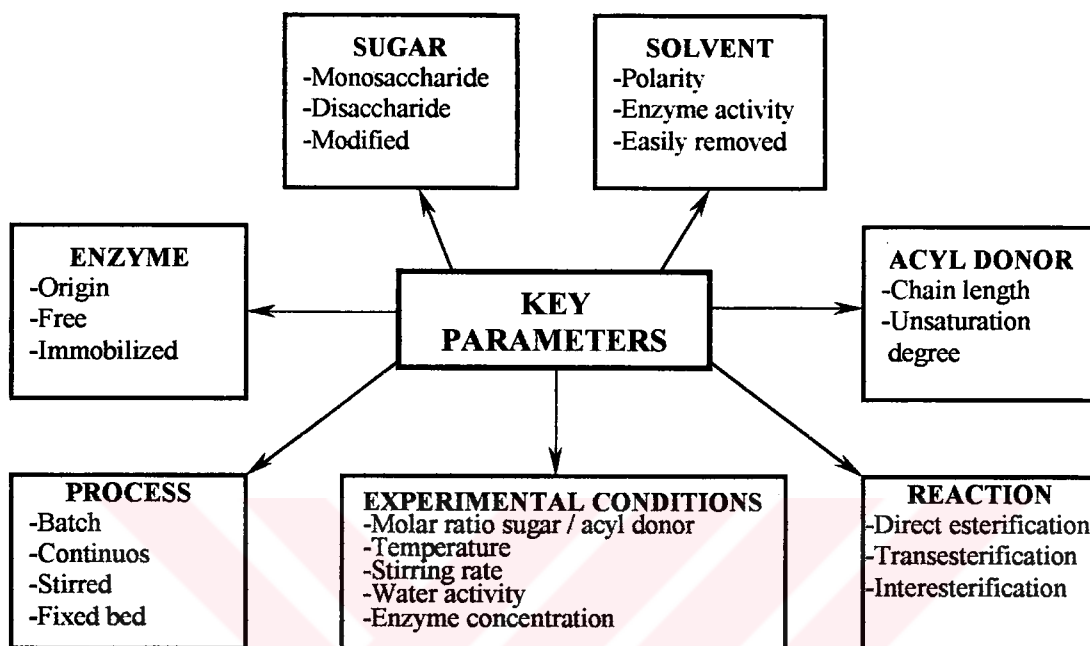 SUGAR
-Monosaccharide
-Disaccharide
-Modified
SOLVENT
-Polarity
-Enzyme activity
-Easily removed
ENZYME
-Origin
-Free
-Immobilized
KEY
PARAMETERS
ACYL DONOR
-Chain length
-Unsaturation
degree
PROCESS
-Batch
-Continuos
-Stirred
-Fixed bed
EXPERIMENTAL CONDITIONS
-Molar ratio sugar / acyl donor
-Temperature
-Stirring rate
-Water activity
-Enzyme concentration
REACTION
-Direct esterification
-Transesterification
-Interesterification